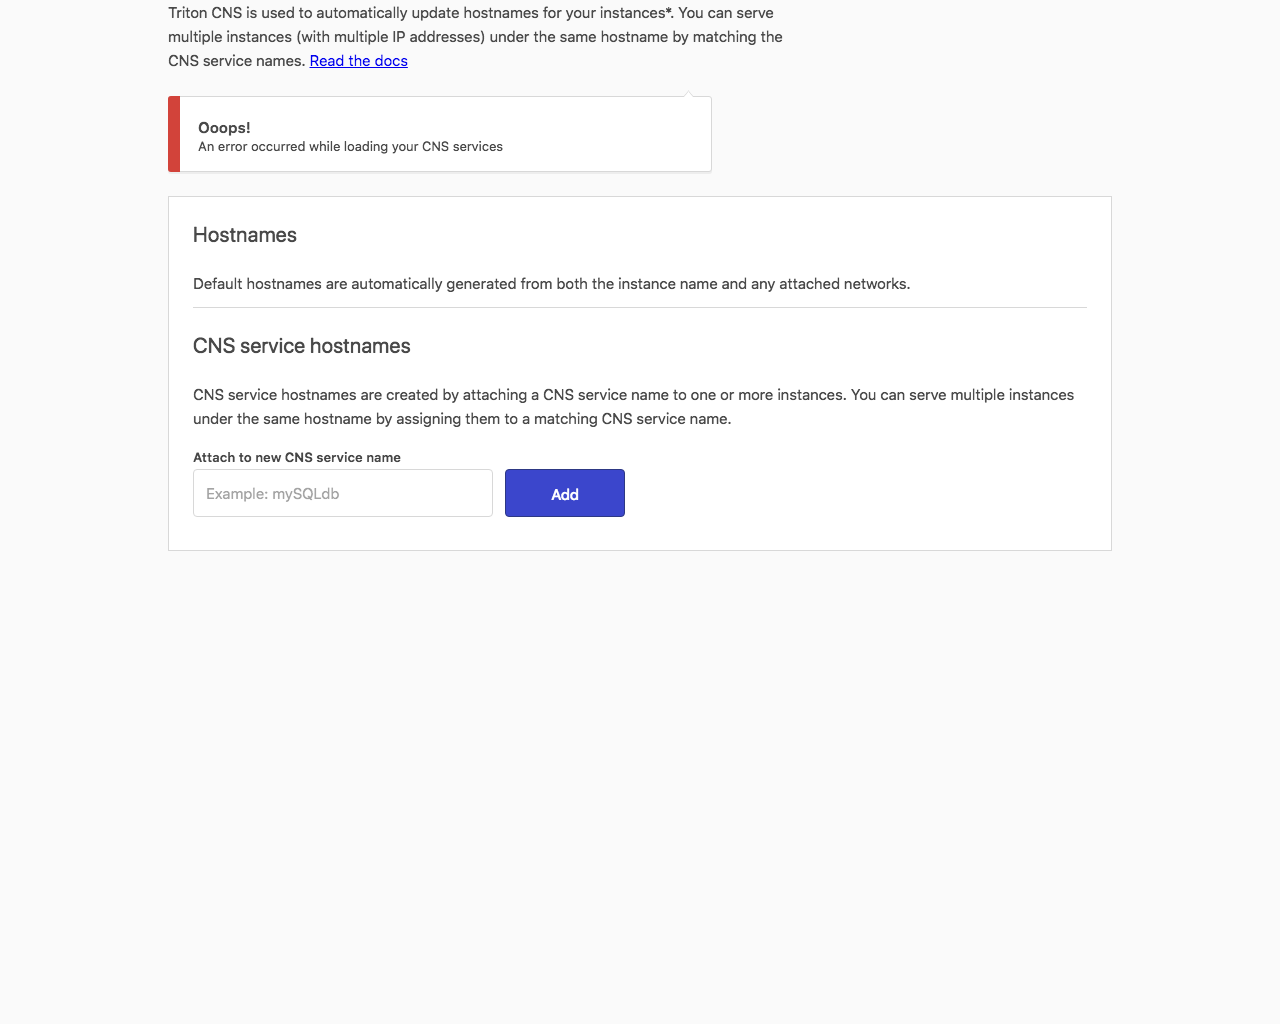 Triton CNS is used to automatically update hostnames for your instances*. You can serve
multiple instances (with multiple IP addresses) under the same hostname by matching the
CNS service names. Read the docs
Ooops!
An error occurred while loading your CNS services
Hostnames
Default hostnames are automatically generated from both the instance name and any attached networks.
CNS service hostnames
CNS service hostnames are created by attaching a CNS service name to one or more instances. You can serve multiple instances
under the same hostname by assigning them to a matching CNS service name.
Attach to new CNS service name
Example: mySQLdb
Add